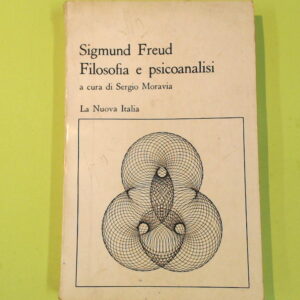 Sigmund Freud
Filosofia e psicoanalisi
a cura di Sergio Moravia
La Nuova Italia